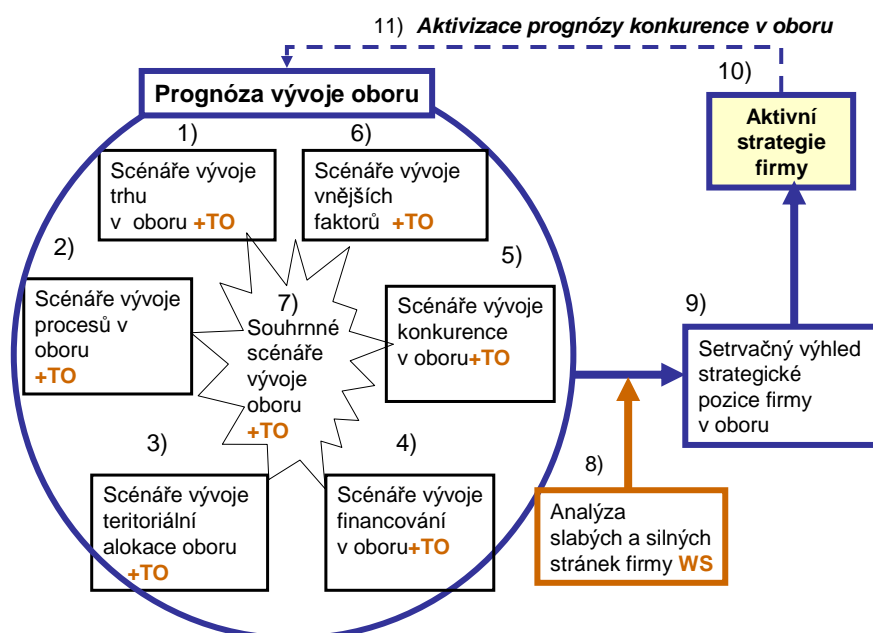 11) Aktivizace prognózy konkurence v oboru
10)
Prognóza vývoje oboru
Aktivní
strategie
firmy
1)
Scénáře vývoje
trhu
v oboru +TO
6)
Scénáře vývoje
vnějších
faktorů +TO
2)
Scénáře vývoje
procesů v
oboru
+TO
7)
Souhrnné
scénáře
vývoje
oboru
+TO
5)
Scénáře vývoje
konkurence
v oboru+TO
9)
Setrvačný výhled
strategické
pozice firmy
v oboru
3)
Scénáře vývoje
teritoriální
alokace oboru
+TO
4)
Scénáře vývoje
financování
v oboru+TO
8)
Analýza
slabých a silných
stránek firmy WS